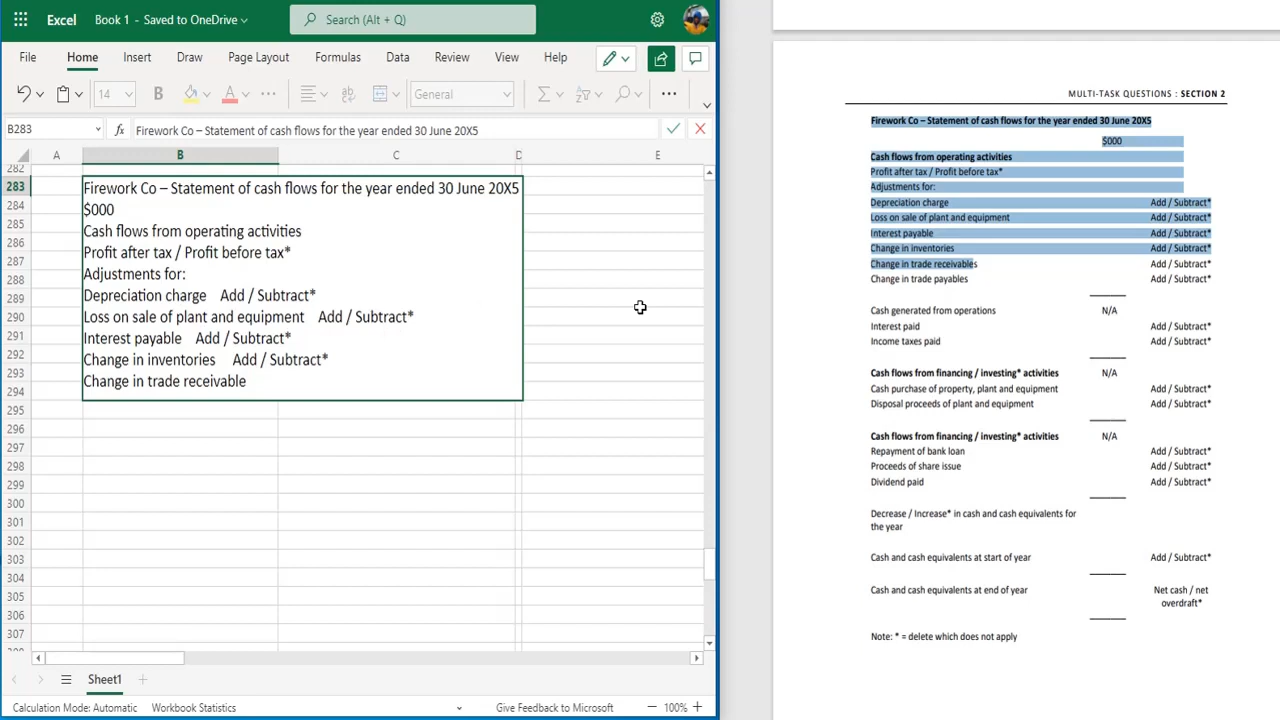 Excel Book 1 - Saved to OneDrive Search (Alt + Q)
File Home Insert Draw Page Layout Formulas Data Review View Help
14 B A ab General
B283 fx Firework Co – Statement of cash flows for the year ended 30 June 20X5
A B C D E
282
283 Firework Co – Statement of cash flows for the year ended 30 June 20X5
284 $000
285 Cash flows from operating activities
286 Profit after tax / Profit before tax*
287 Adjustments for:
288 Depreciation charge Add / Subtract*
289 Loss on sale of plant and equipment Add / Subtract*
290 Interest payable Add / Subtract*
291
292 Change in inventories Add / Subtract*
293 Change in trade receivable
294
295
296
297
298
299
300
301
302
303
304
305
306
307
Sheet1
Calculation Mode: Automatic Workbook Statistics Give Feedback to Microsoft 100%
MULTI-TASK QUESTIONS : SECTION 2
Firework Co – Statement of cash flows for the year ended 30 June 20X5
$000
Cash flows from operating activities
Profit after tax / Profit before tax*
Adjustments for:
Depreciation charge Add / Subtract*
Loss on sale of plant and equipment Add / Subtract*
Interest payable Add / Subtract*
Change in inventories Add / Subtract*
Change in trade receivables Add / Subtract*
Change in trade payables Add / Subtract*
Cash generated from operations N/A
Interest paid Add / Subtract*
Income taxes paid Add / Subtract*
Cash flows from financing / investing* activities N/A
Cash purchase of property, plant and equipment Add / Subtract*
Disposal proceeds of plant and equipment Add / Subtract*
Cash flows from financing / investing* activities N/A
Repayment of bank loan Add / Subtract*
Proceeds of share issue Add / Subtract*
Dividend paid Add / Subtract*
Decrease / Increase* in cash and cash equivalents for
the year
Cash and cash equivalents at start of year Add / Subtract*
Cash and cash equivalents at end of year Net cash / net
overdraft*
Note: * = delete which does not apply